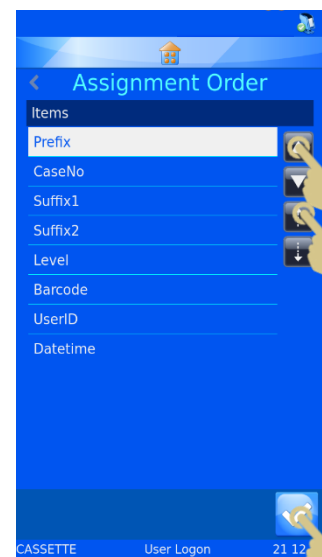 Assignment Order
Items
Prefix
CaseNo
Suffix1
Suffix2
Level
Barcode
UserID
Datetime
CASSETTE User Logon 21 12